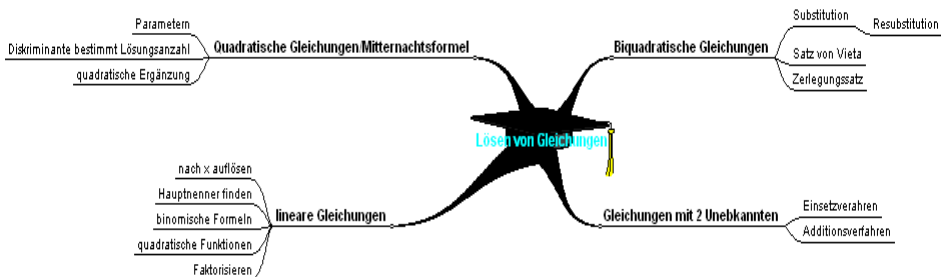 Parametern
Diskriminante bestimmt Lösungsanzahl
quadratische Ergänzung
Quadratische Gleichungen/Mitternachtsformel
Biquadratische Gleichungen
Substitution
Resubstitution
Satz von Vieta
Zerlegungssatz
Lösen von Gleichungen
nach x auflösen
Hauptnenner finden
binomische Formeln
quadratische Funktionen
Faktorisieren
lineare Gleichungen
Gleichungen mit 2 Unebkannten
Einsetzverahren
Additionsverfahren